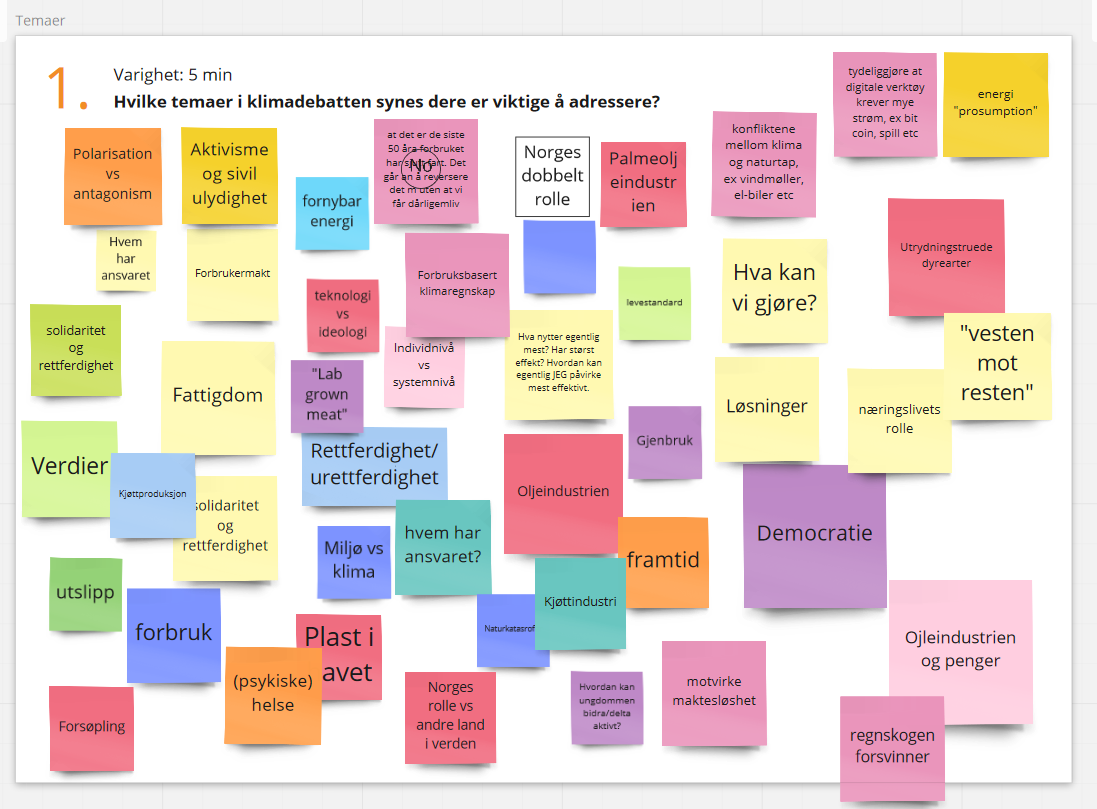 Temaer
1.
Varighet: 5 min
Hvilke temaer i klimadebatten synes dere er viktige å adressere?
tydeliggjøre at
digitale verktøy
krever mye
strøm, ex bit
coin, spill etc
energi
"prosumption"
Polarisation
vs
antagonism
Aktivisme
og sivil
ulydighet
fornybar
energi
at det er de siste
50 åra forbruket
fart. Det
går an å reversere
det uten at vi
får dårligemliv
No
Norges
dobbelt
rolle
Palmeolj
eindustr
ien
konfliktene
mellom klima
og naturtap,
ex vindmøller,
el-biler etc
Utrydningstruede
dyrearter
Hvem
har
ansvaret
Forbrukermakt
teknologi
vs
ideologi
Forbruksbasert
klimaregnskap
levestandard
Hva kan
vi gjøre?
"vesten
mot
resten"
solidaritet
og
rettferdighet
Fattigdom
"Lab
grown
meat"
Individnivå
vs
systemnivå
Hva nytter egentlig
mest? Har størst
effekt? Hvordan kan
egentlig JEG påvirke
mest effektivt.
Løsninger
næringslivets
rolle
Verdier
Kjøttproduksjon
solidaritet
og
rettferdighet
Rettferdighet/
urettferdighet
Gjenbruk
Oljeindustrien
Miljø vs
klima
hvem har
ansvaret?
framtid
Democratie
utslipp
forbruk
Plast i
avet
Naturkatasrof
Kjøttindustri
Ojleindustrien
og penger
Forsøpling
(psykiske)
helse
Norges
rolle vs
andre land
i verden
Hvordan kan
ungdommen
bidra/delta
aktivt?
motvirke
maktesløshet
regnskogen
forsvinner